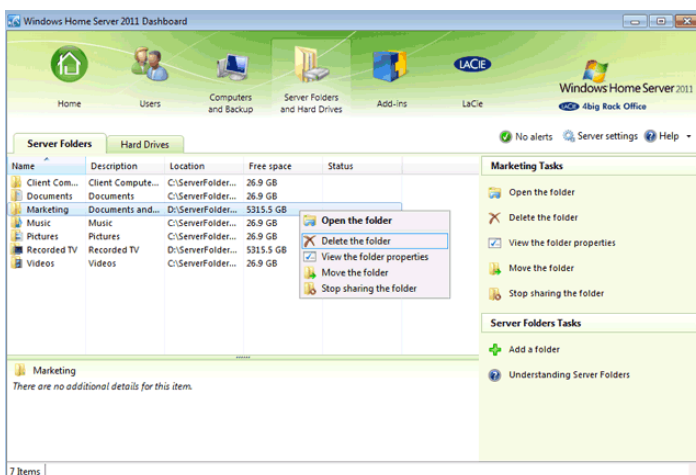 Windows Home Server 2011 Dashboard
Home
Users
Computers
and Backup
Server Folders
and Hard Drives
Add-ins
LACIE
LaCie
Windows Home Server 2011
LACIE 4big Rack Office
No alerts Server settings Help
Server Folders Hard Drives
Name Description Location Free space Status
Client Com... Client Compute... C:\ServerFolder... 26.9 GB
Documents Documents C:\ServerFolder... 26.9 GB
Marketing Documents and... D:\ServerFolder... 5315.5 GB
Music Music C:\ServerFolder... 26.9 GB
Pictures Pictures C:\ServerFolder... 26.9 GB
Recorded TV Recorded TV D:\ServerFolder... 5315.5 GB
Videos Videos C:\ServerFolder... 26.9 GB
Open the folder
Delete the folder
View the folder properties
Move the folder
Stop sharing the folder
Marketing Tasks
Open the folder
Delete the folder
View the folder properties
Move the folder
Stop sharing the folder
Server Folders Tasks
Add a folder
Understanding Server Folders
Marketing
There are no additional details for this item.
7 Items